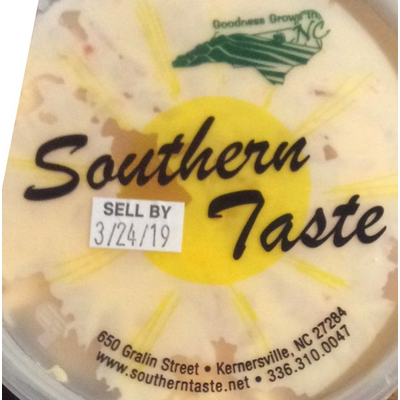 Goodness Grows In
NC
Southern
Taste
SELL BY
3/24/19
650 Gralin Street • Kernersville, NC 27284
www.southerntaste.net • 336.310.0047